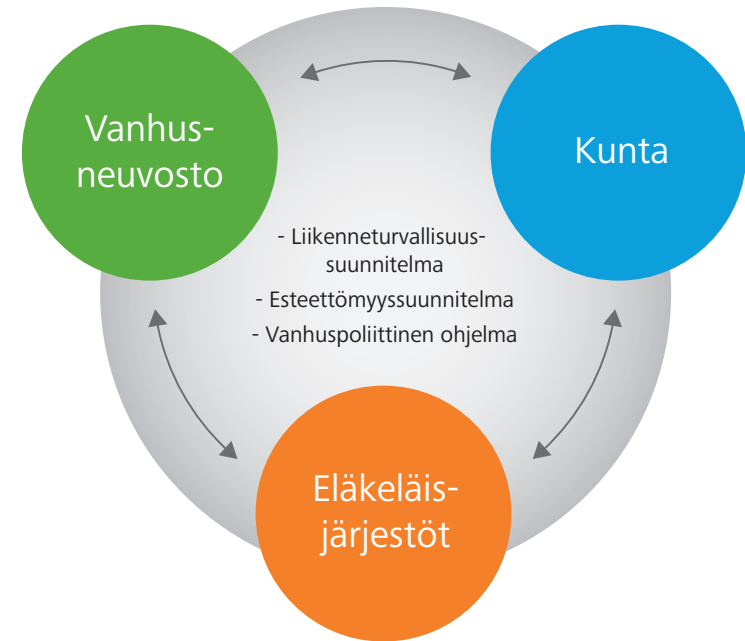 Vanhus-
neuvosto
Kunta
- Liikenneturvallisuus-
suunnitelma
- Esteettömyyssuunnitelma
- Vanhuspoliittinen ohjelma
Eläkeläis-
järjestöt